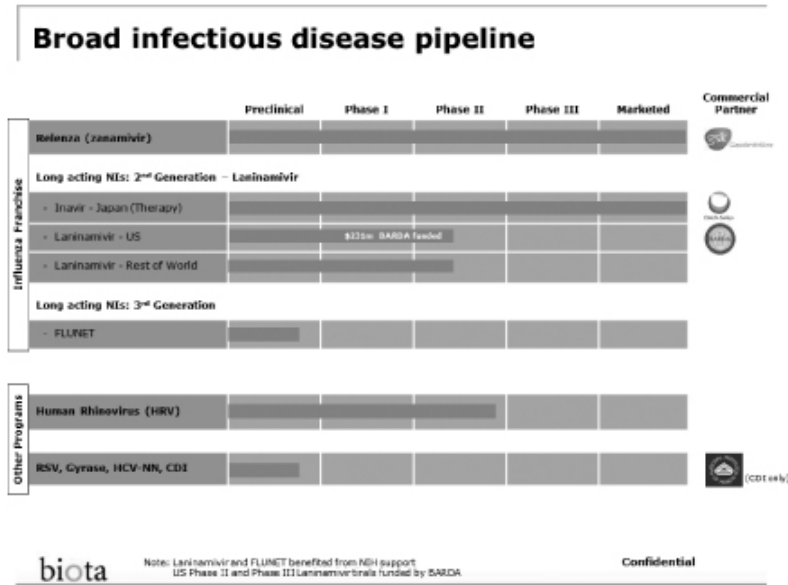 Broad infectious disease pipeline
Preclinical Phase I Phase II Phase III Marketed Commercial Partner
Influenza Franchise
Relenza (zanamivir)
Long acting NIs: 2nd Generation – Laninamivir
- Inavir - Japan (Therapy)
- Laninamivir - US
BARDA funded
BARDA
- Laninamivir - Rest of World
Long acting NIs: 3rd Generation
- FLUNET
Other Programs
Human Rhinovirus (HRV)
RSV, Gyrase, HCV-NN, CDI
(CDI only)
biota
Note: Laninamivir and FLUNET benefited from NIH support
US Phase II and Phase III Laninamivir trials funded by BARDA
Confidential